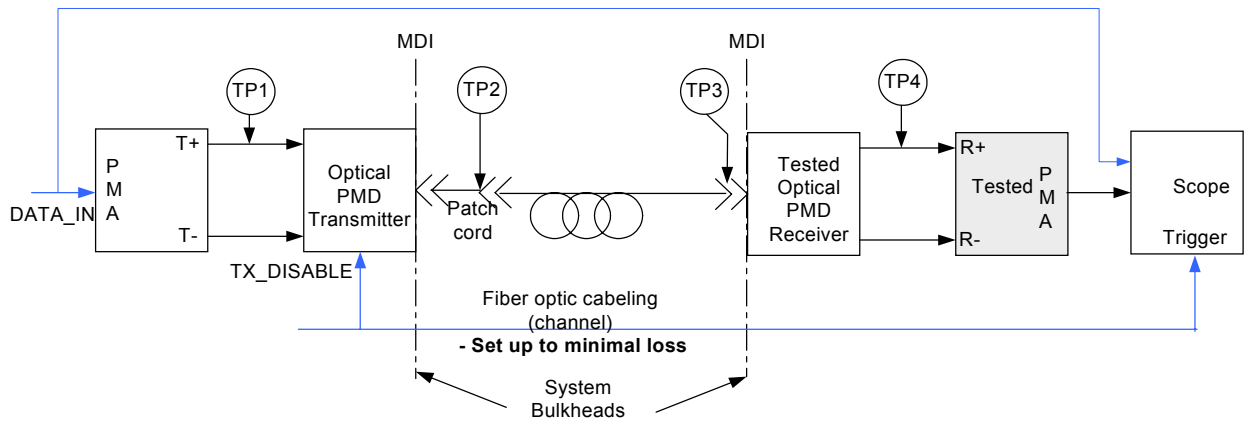 MDI
MDI
TP1
TP2
TP3
TP4
T+
P
M
A
T-
DATA_IN
Optical
PMD
Transmitter
TX_DISABLE
Patch
cord
Tested
Optical
PMD
Receiver
R+
Tested
P
M
A
R-
Scope
Trigger
Fiber optic cabeling
(channel)
- Set up to minimal loss
System
Bulkheads